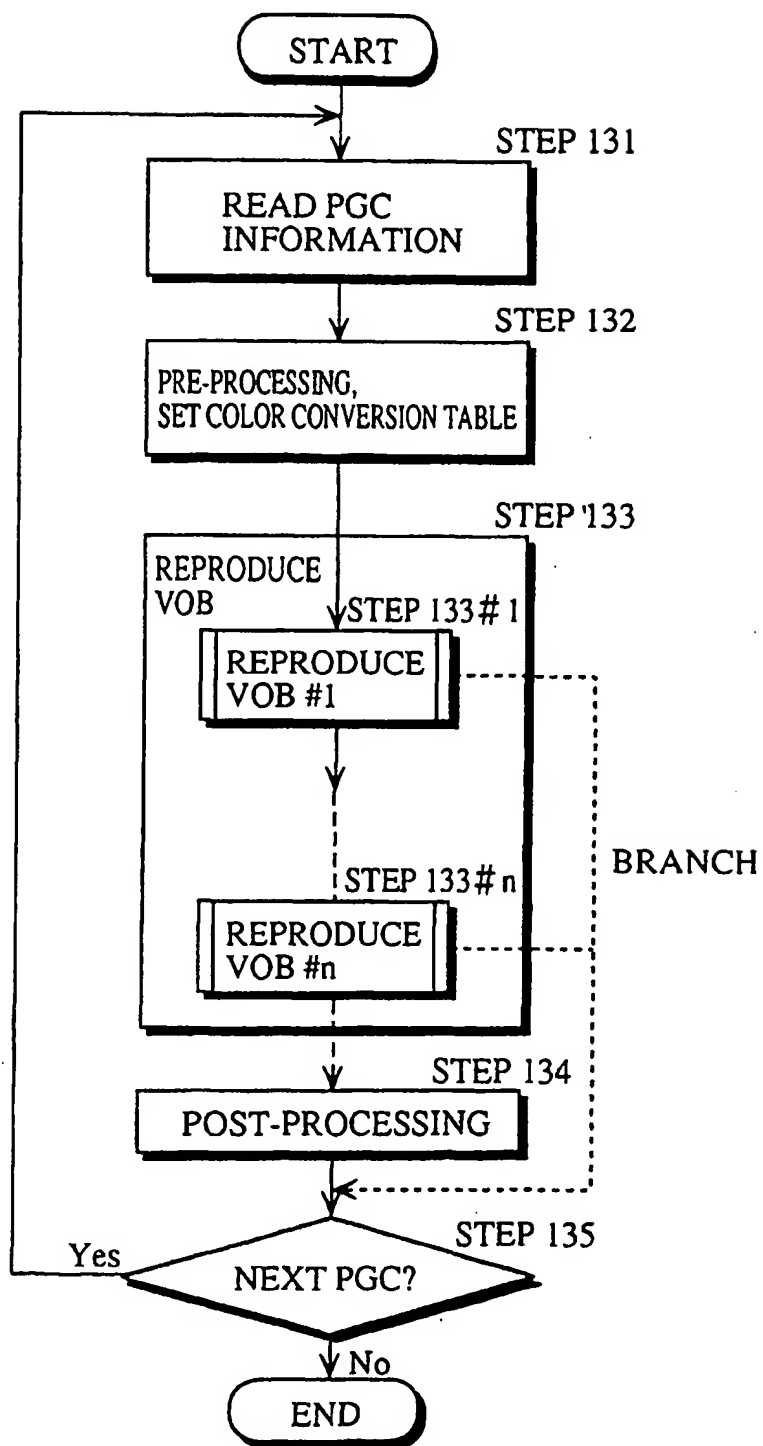 START
STEP 131
READ PGC
INFORMATION
STEP 132
PRE-PROCESSING,
SET COLOR CONVERSION TABLE
STEP '133
REPRODUCE
VOB
STEP 133#1
REPRODUCE
VOB #1
BRANCH
STEP 133#n
REPRODUCE
VOB #n
STEP 134
POST-PROCESSING
STEP 135
Yes
NEXT PGC?
No
END